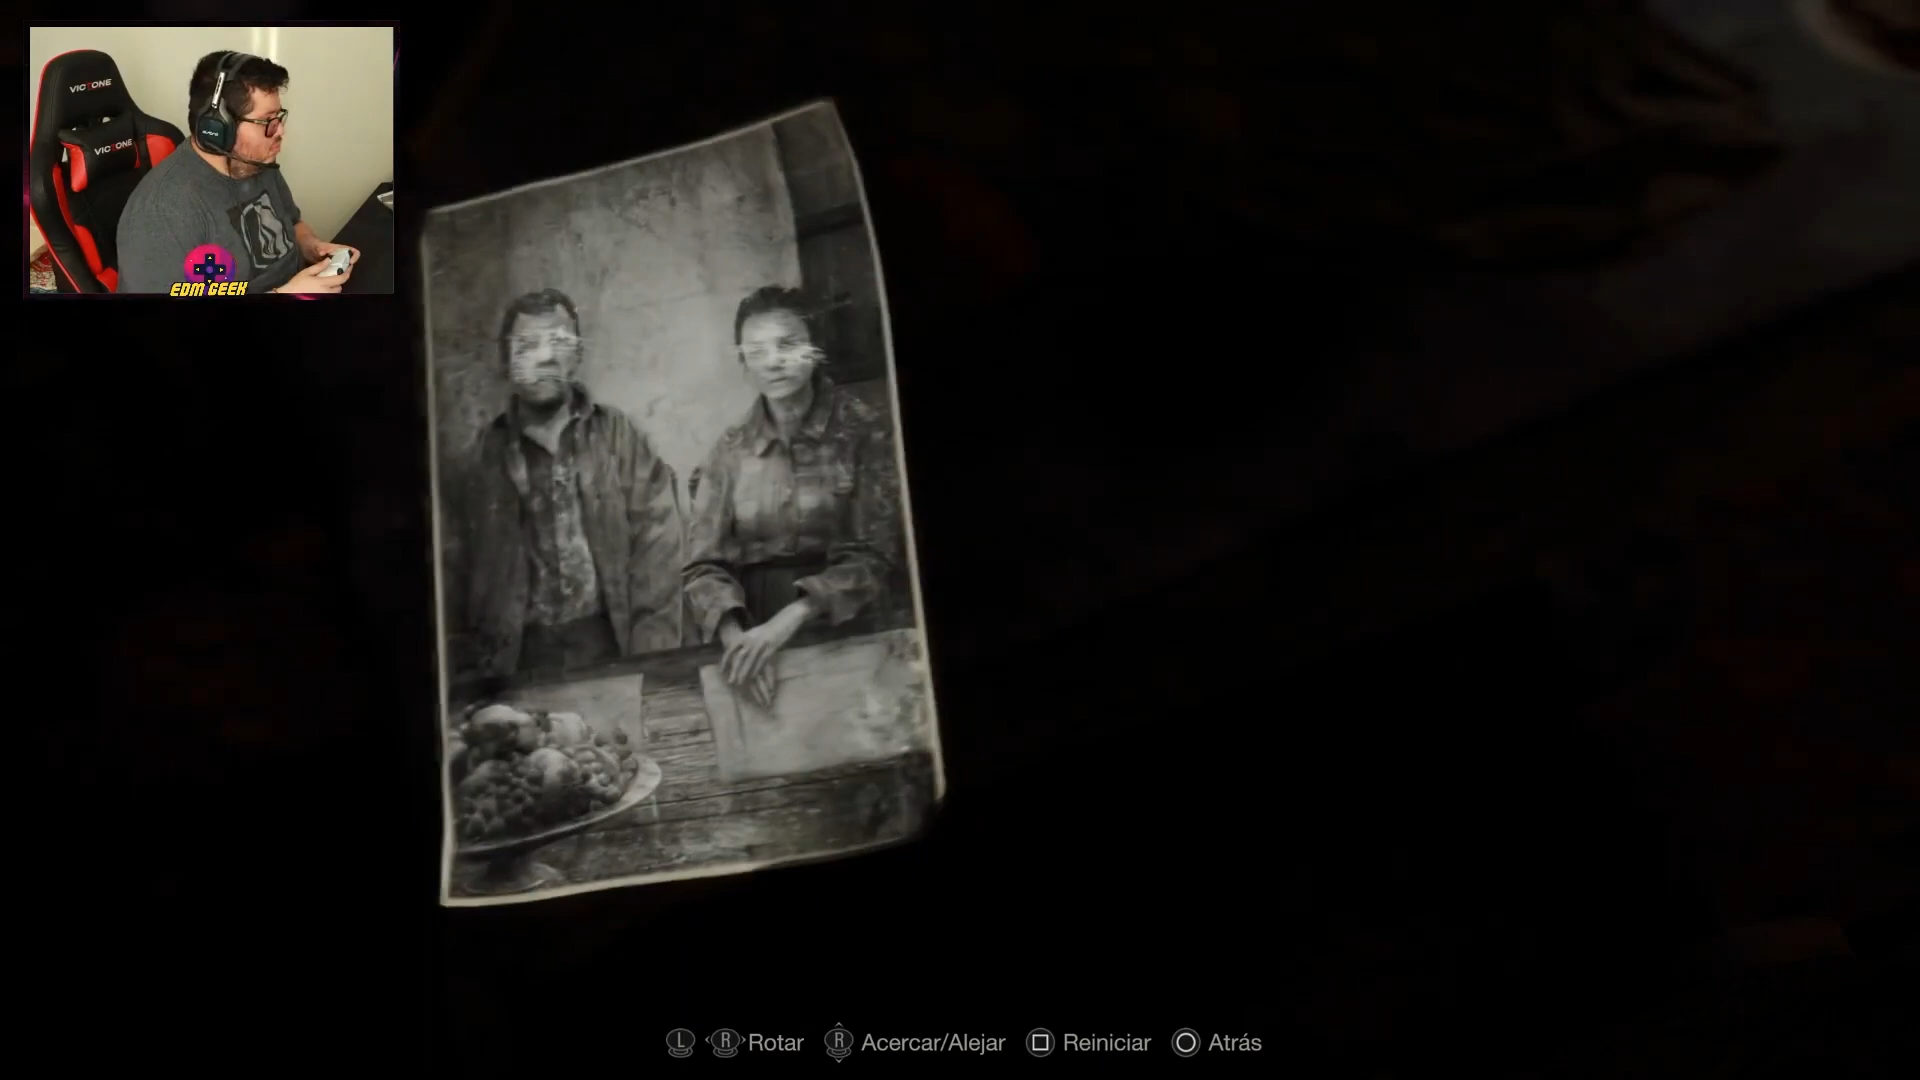 VICTONE
VICTONE
EDM GEEK
L R Rotar R Acercar/Alejar Reiniciar Atrás